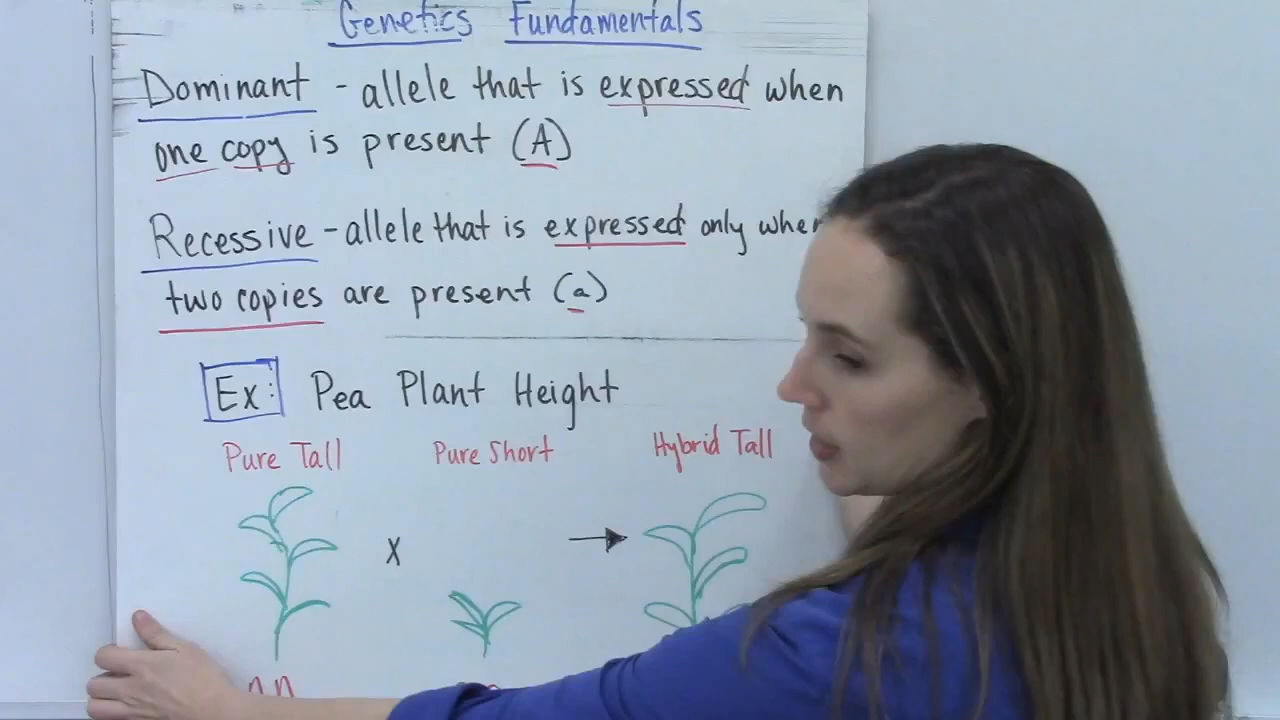 Genetics Fundamentals
Dominant - allele that is expressed when
one copy is present (A)
Recessive - allele that is expressed only when
two copies are present (a)
Ex: Pea Plant Height
Pure Tall Pure Short Hybrid Tall
X